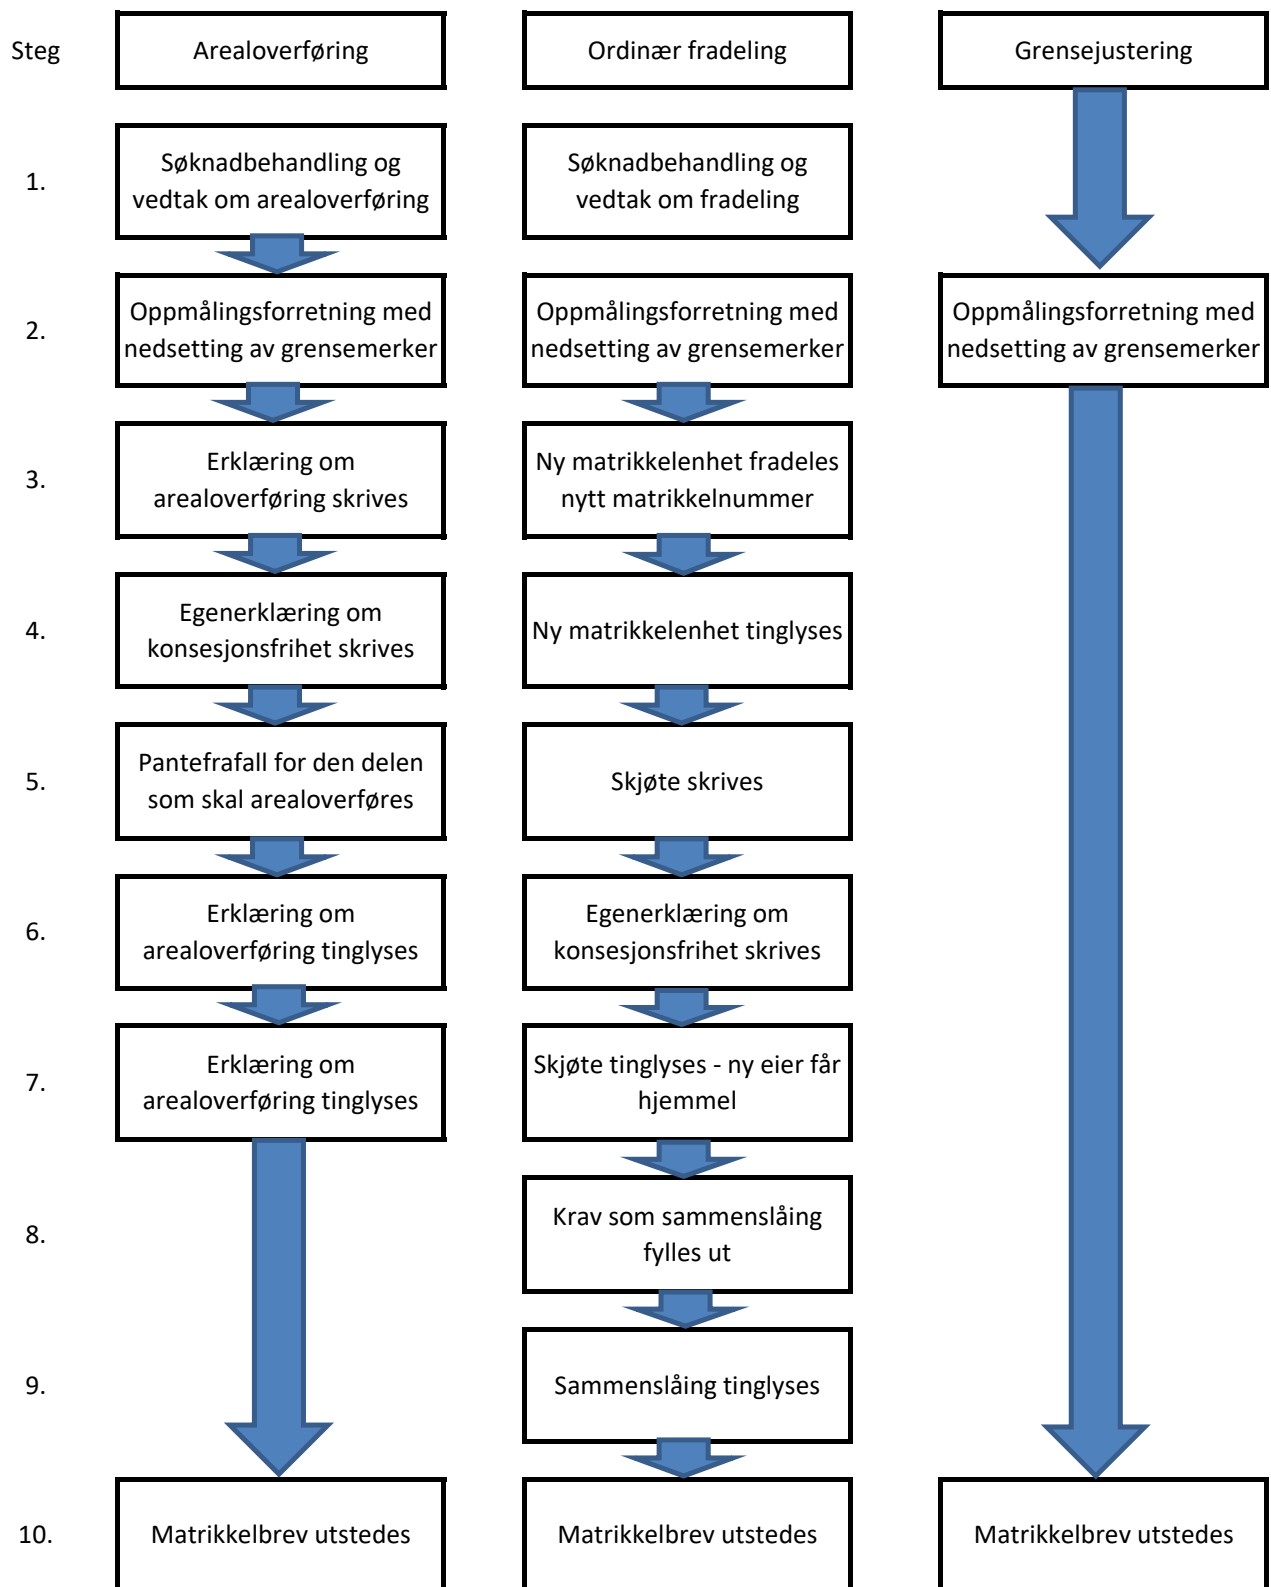 Steg
Arealoverføring
Ordinær fradeling
Grensejustering
1.
Søknadbehandling og
vedtak om arealoverføring
Søknadbehandling og
vedtak om fradeling
2.
Oppmålingsforretning med
nedsetting av grensemerker
Oppmålingsforretning med
nedsetting av grensemerker
Oppmålingsforretning med
nedsetting av grensemerker
3.
Erklæring om
arealoverføring skrives
Ny matrikkelenhet fradeles
nytt matrikkelnummer
4.
Egenerklæring om
konsesjonsfrihet skrives
Ny matrikkelenhet tinglyses
5.
Pantefrafall for den delen
som skal arealoverføres
Skjøte skrives
6.
Erklæring om
arealoverføring tinglyses
Egenerklæring om
konsesjonsfrihet skrives
7.
Erklæring om
arealoverføring tinglyses
Skjøte tinglyses - ny eier får
hjemmel
8.
Krav som sammenslåing
fylles ut
9.
Sammenslåing tinglyses
10.
Matrikkelbrev utstedes
Matrikkelbrev utstedes
Matrikkelbrev utstedes